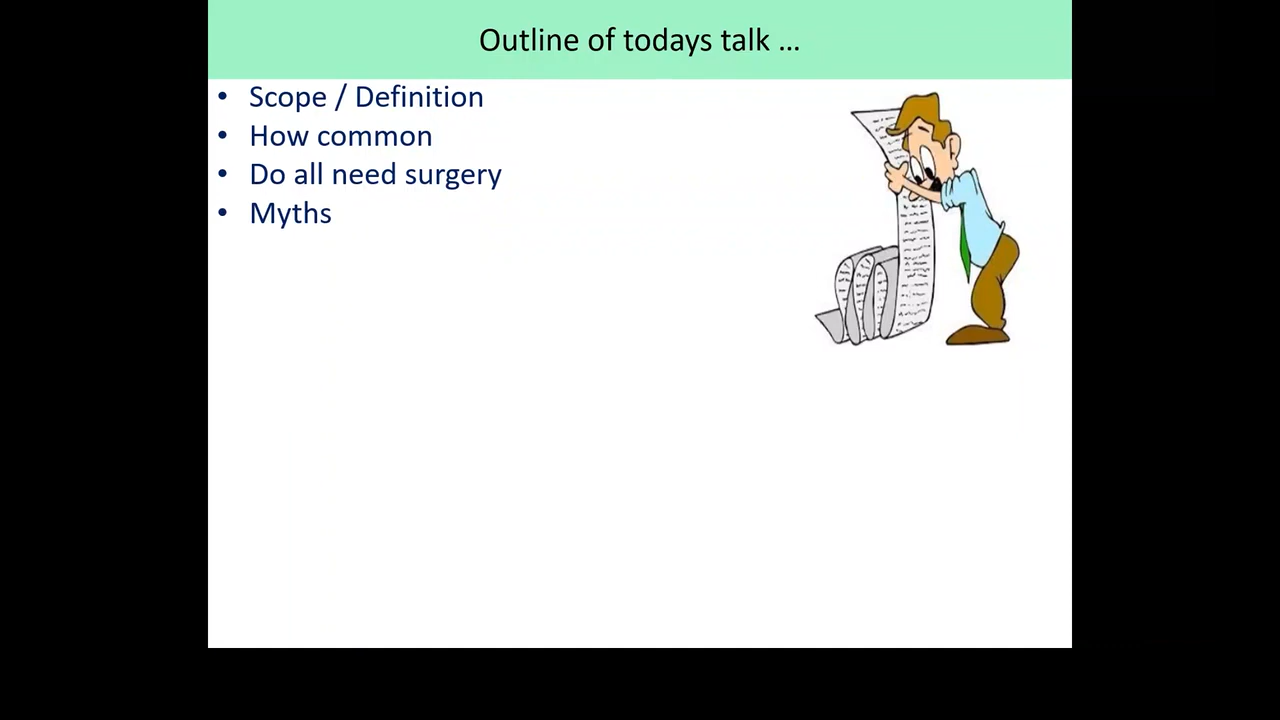 Outline of todays talk ...
• Scope / Definition
• How common
• Do all need surgery
• Myths